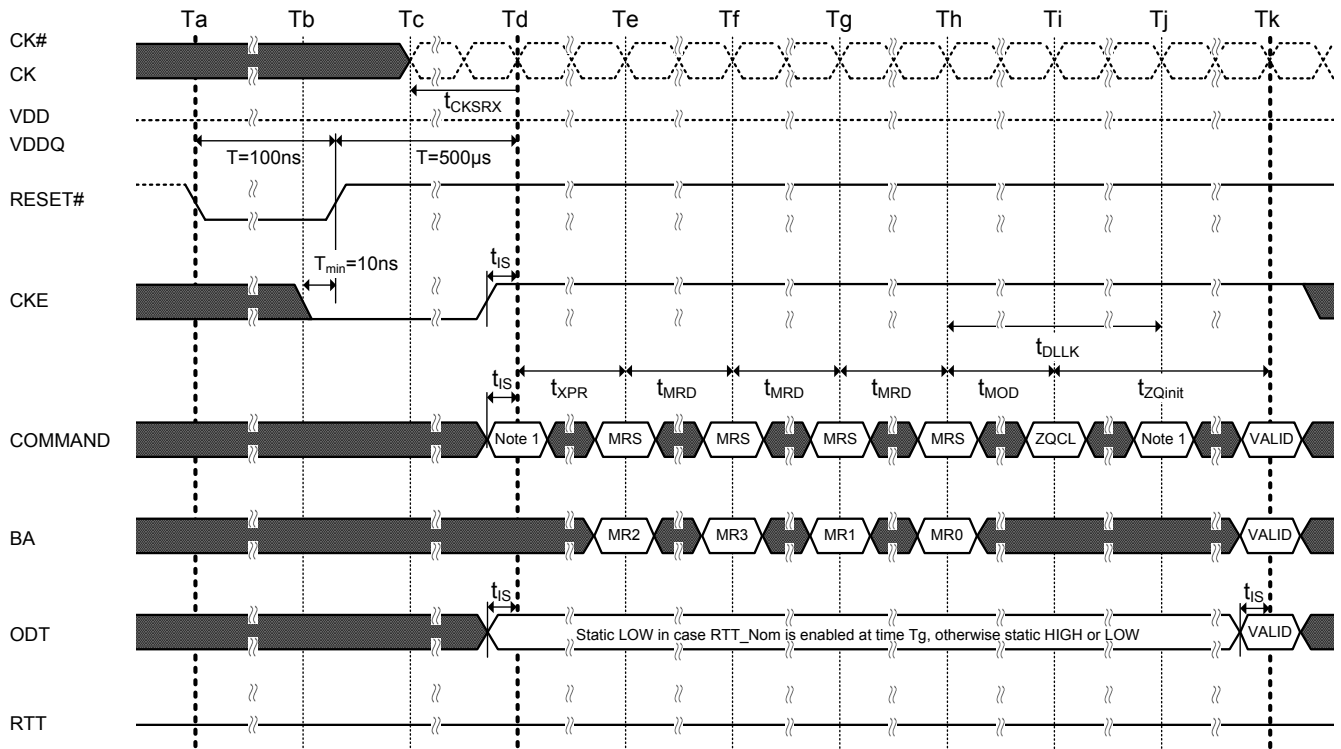 Ta Tb Tc Td Te Tf Tg Th Ti Tj Tk
CK#
CK
tCKSRX
VDD
VDDQ
T=100ns T=500µs
RESET#
Tmin=10ns tIS
CKE
tDLLK
tIS tXPR tMRD tMRD tMRD tMOD tZQinit
COMMAND Note 1 MRS MRS MRS MRS ZQCL Note 1 VALID
BA MR2 MR3 MR1 MR0 VALID
tIS tIS
ODT Static LOW in case RTT_Nom is enabled at time Tg, otherwise static HIGH or LOW VALID
RTT